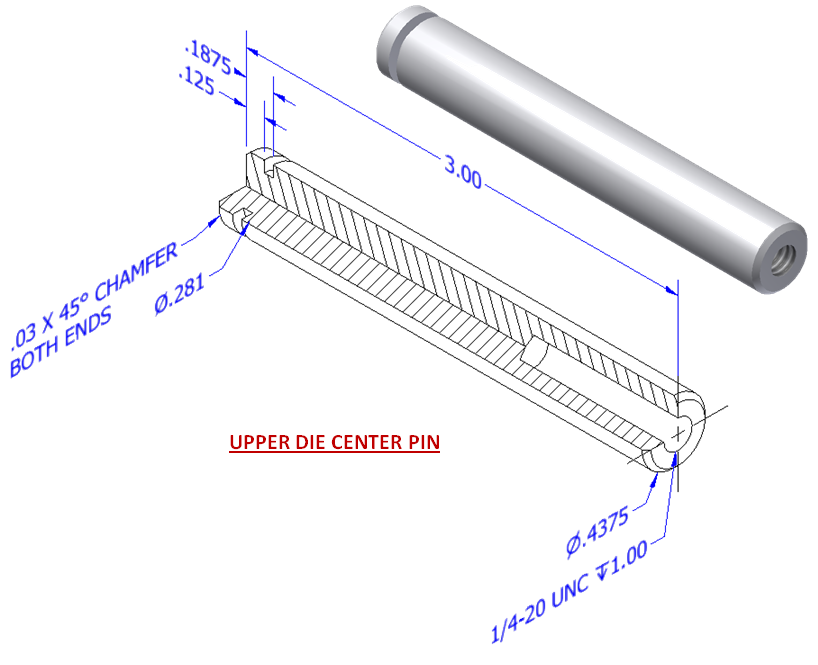 .1875
.125
3.00
.03 X 45° CHAMFER
BOTH ENDS
Ø.281
UPPER DIE CENTER PIN
Ø.4375
1/4-20 UNC ↧1.00